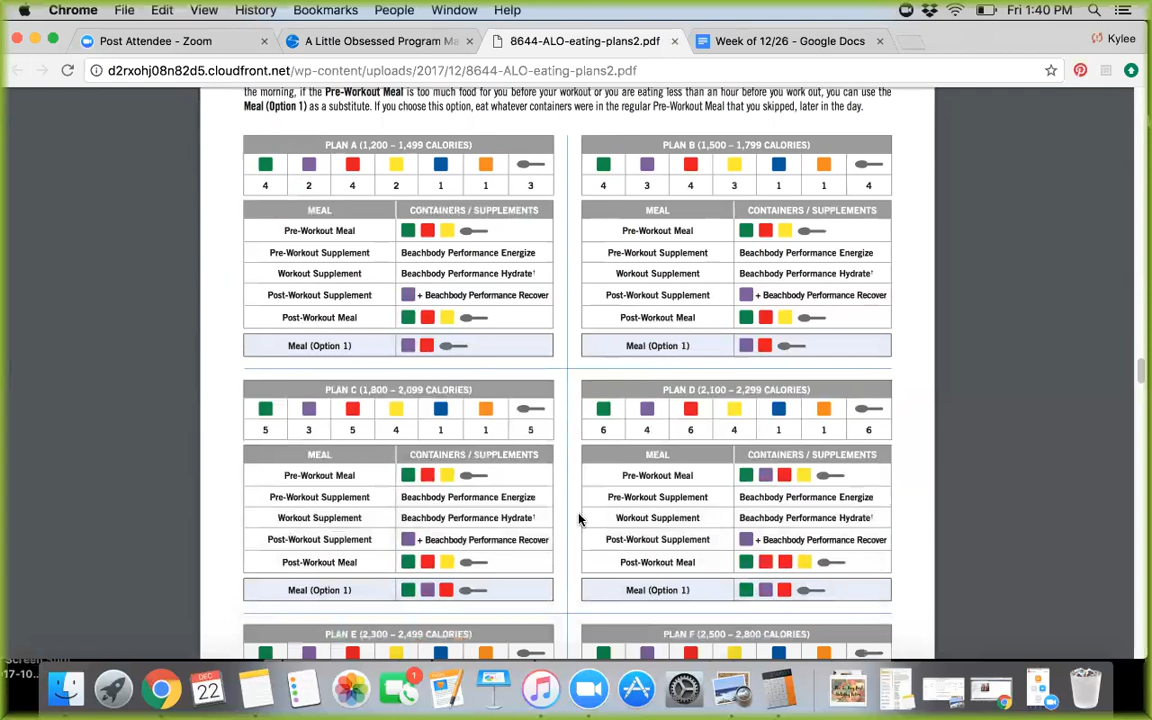 Chrome File Edit View History Bookmarks People Window Help Fri 1:40 PM
Post Attendee - Zoom × A Little Obsessed Program Ma × 8644-ALO-eating-plans2.pdf × Week of 12/26 - Google Docs × Kylee
d2rxohj08n82d5.cloudfront.net/wp-content/uploads/2017/12/8644-ALO-eating-plans2.pdf
the morning, if the Pre-Workout Meal is too much food for you before your workout or you are eating less than an hour before you work out, you can use the
Meal (Option 1) as a substitute. If you choose this option, eat whatever containers were in the regular Pre-Workout Meal that you skipped, later in the day.
PLAN A (1,200 – 1,499 CALORIES)
4 2 4 2 1 1 3
MEAL CONTAINERS / SUPPLEMENTS
Pre-Workout Meal
Pre-Workout Supplement Beachbody Performance Energize
Workout Supplement Beachbody Performance Hydrate†
Post-Workout Supplement + Beachbody Performance Recover
Post-Workout Meal
Meal (Option 1)
PLAN B (1,500 – 1,799 CALORIES)
4 3 4 3 1 1 4
MEAL CONTAINERS / SUPPLEMENTS
Pre-Workout Meal
Pre-Workout Supplement Beachbody Performance Energize
Workout Supplement Beachbody Performance Hydrate†
Post-Workout Supplement + Beachbody Performance Recover
Post-Workout Meal
Meal (Option 1)
PLAN C (1,800 – 2,099 CALORIES)
5 3 5 4 1 1 5
MEAL CONTAINERS / SUPPLEMENTS
Pre-Workout Meal
Pre-Workout Supplement Beachbody Performance Energize
Workout Supplement Beachbody Performance Hydrate†
Post-Workout Supplement + Beachbody Performance Recover
Post-Workout Meal
Meal (Option 1)
PLAN D (2,100 – 2,299 CALORIES)
6 4 6 4 1 1 6
MEAL CONTAINERS / SUPPLEMENTS
Pre-Workout Meal
Pre-Workout Supplement Beachbody Performance Energize
Workout Supplement Beachbody Performance Hydrate†
Post-Workout Supplement + Beachbody Performance Recover
Post-Workout Meal
Meal (Option 1)
PLAN E (2,300 – 2,499 CALORIES)
PLAN F (2,500 – 2,800 CALORIES)
17-10...
DEC
22
1